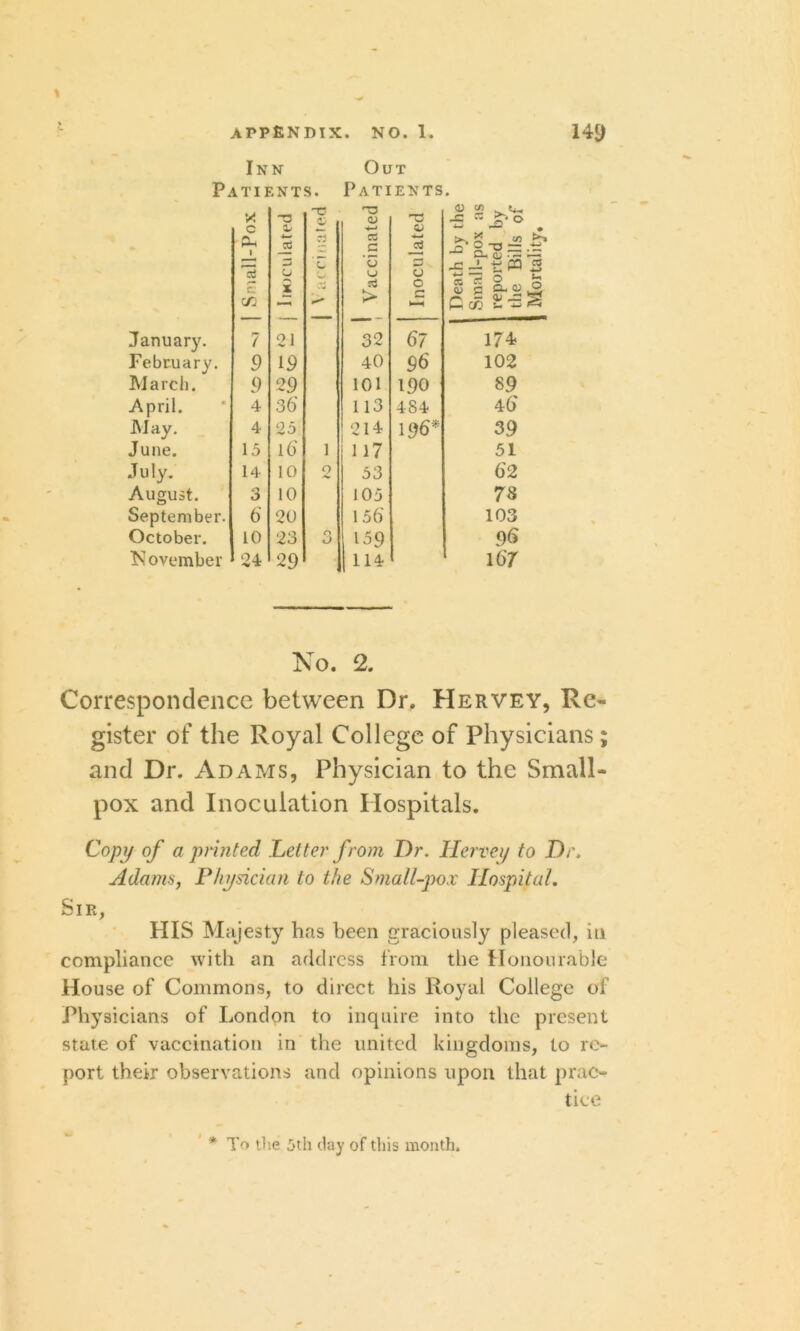 APPENDIX. NO. 1. 149
Inn Out
Patients. Patients.
Small-Pox Inoculated Vaccinated Vaccinated Inoculated Death by the Small-pox as reported by the Bills of Mortality.
January. 7 21 32 67 174
February. 9 19 40 96 102
March. 9 29 101 190 89
April. 4 36 113 484 46
May. 4 25 214 196* 39
June. 15 16 1 117 51
July. 14 10 2 53 62
August. 3 10 105 78
September. 6 20 156 103
October. 10 23 3 159 96
November 24 29 114 167
No. 2.
Correspondence between Dr. Hervey, Re-
gister of the Royal College of Physicians;
and Dr. Adams, Physician to the Small-
pox and Inoculation Hospitals.
Copy of a printed Letter from Dr. Hervey to Dr.
Adams, Physician to the Small-pox Hospital.
Sir,
HIS Majesty has been graciously pleased, in
compliance with an address from the Honourable
House of Commons, to direct his Royal College of
Physicians of London to inquire into the present
state of vaccination in the united kingdoms, to re-
port their observations and opinions upon that prac-
tice
* To the 5th day of this month.